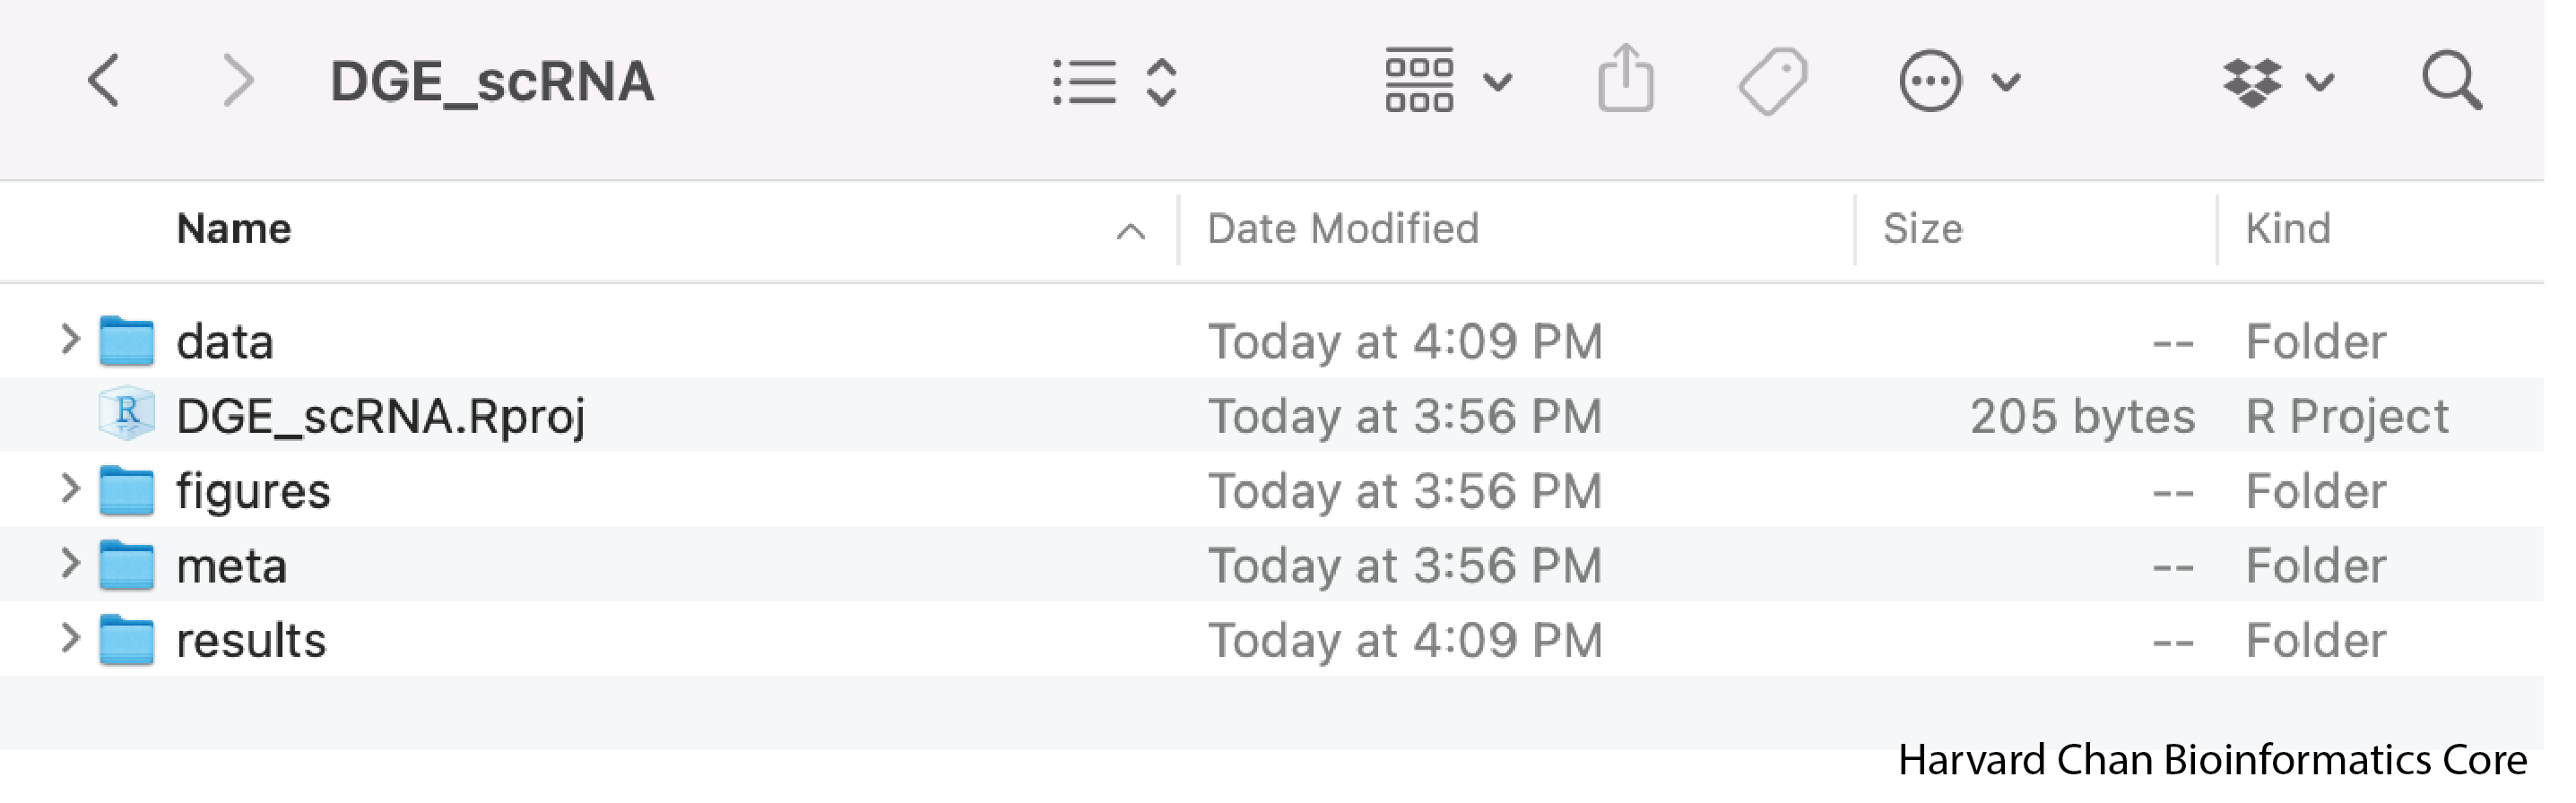 DGE_scRNA
Name Date Modified Size Kind
data Today at 4:09 PM -- Folder
DGE_scRNA.Rproj Today at 3:56 PM 205 bytes R Project
figures Today at 3:56 PM -- Folder
meta Today at 3:56 PM -- Folder
results Today at 4:09 PM -- Folder
Harvard Chan Bioinformatics Core